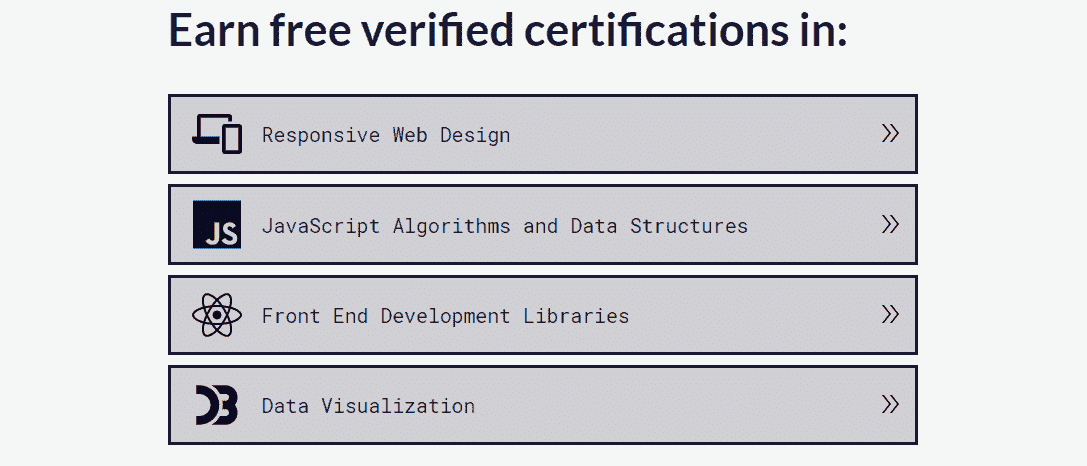 Earn free verified certifications in:
Responsive Web Design
JS
JavaScript Algorithms and Data Structures
Front End Development Libraries
D3
Data Visualization